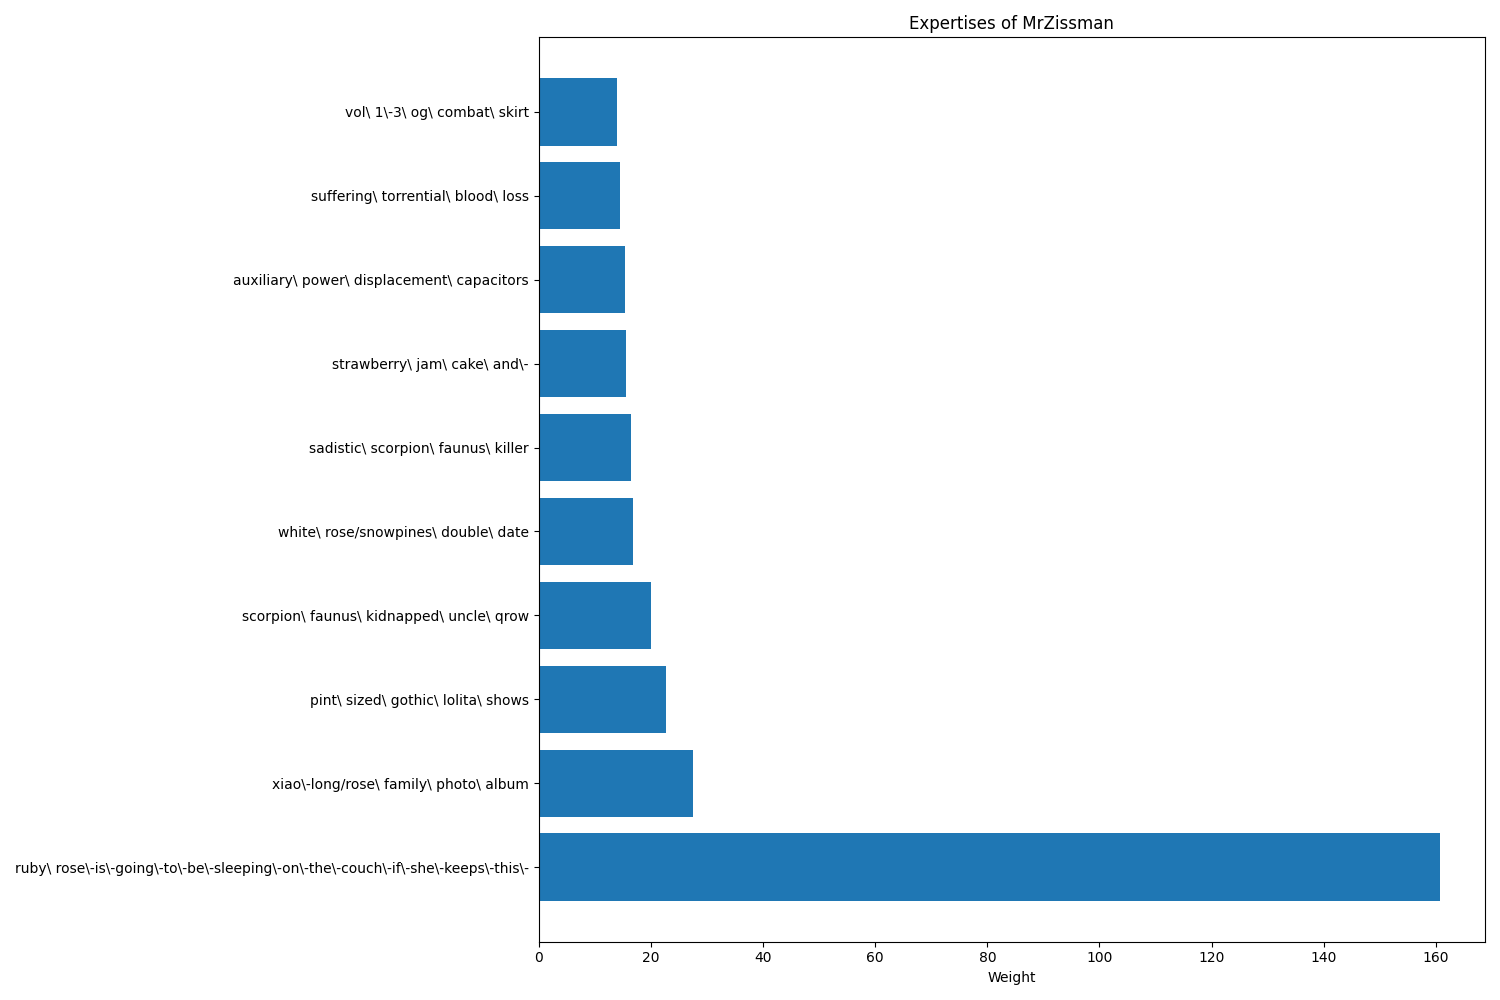 Expertises of MrZissman
vol\ 1\-3\ og\ combat\ skirt
suffering\ torrential\ blood\ loss
auxiliary\ power\ displacement\ capacitors
strawberry\ jam\ cake\ and\-
sadistic\ scorpion\ faunus\ killer
white\ rose/snowpines\ double\ date
scorpion\ faunus\ kidnapped\ uncle\ qrow
pint\ sized\ gothic\ lolita\ shows
xiao\-long/rose\ family\ photo\ album
ruby\ rose\-is\-going\-to\-be\-sleeping\-on\-the\-couch\-if\-she\-keeps\-this\-
0 20 40 60 80 100 120 140 160
Weight